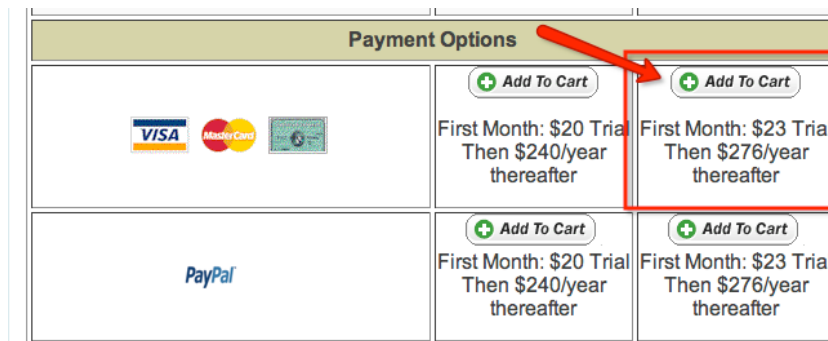 Payment Options
Add To Cart
First Month: $20 Trial
Then $240/year
thereafter
Add To Cart
First Month: $23 Tria
Then $276/year
thereafter
VISA
MasterCard
Add To Cart
First Month: $20 Trial
Then $240/year
thereafter
Add To Cart
First Month: $23 Tria
Then $276/year
thereafter
PayPal